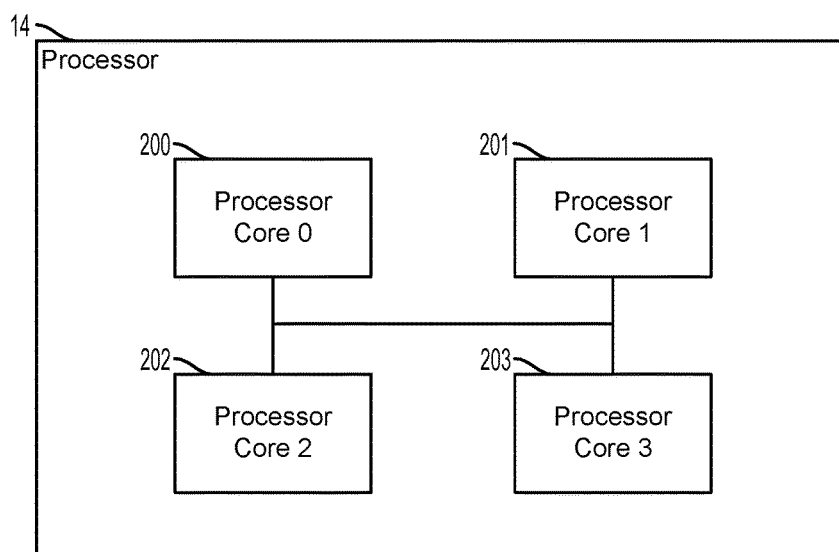 14
Processor
200
201
Processor
Core 0
Processor
Core 1
202
203
Processor
Core 2
Processor
Core 3